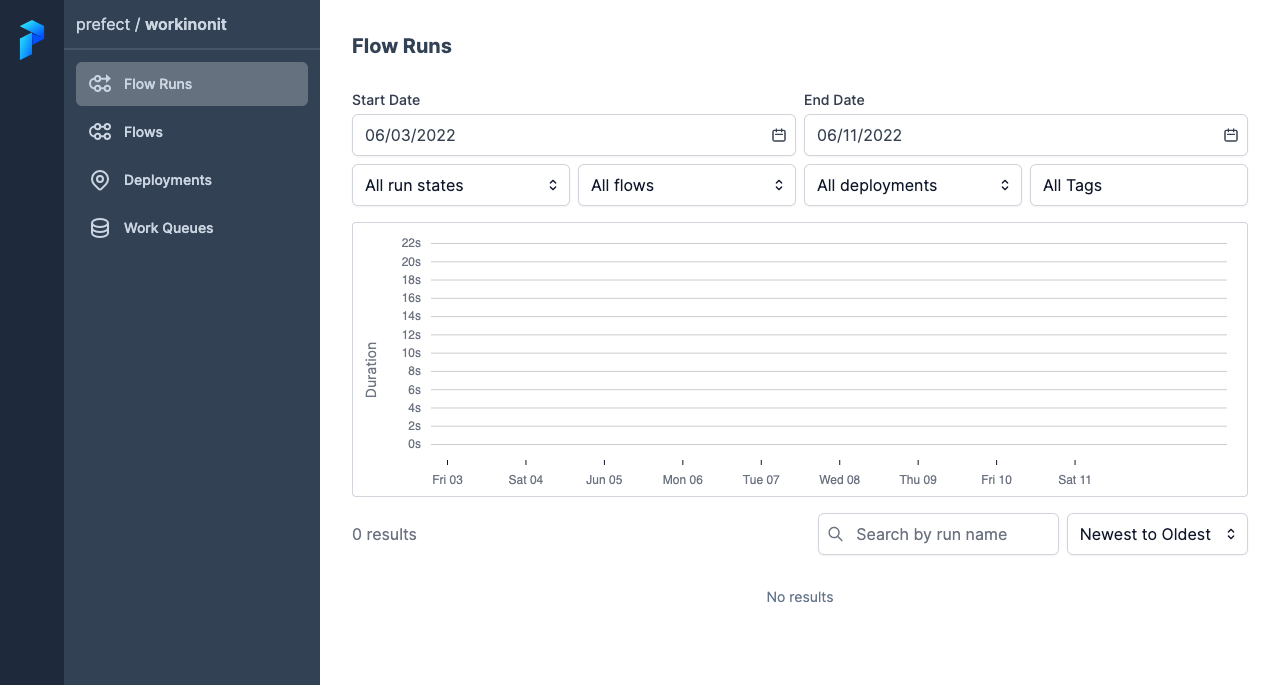 prefect / workinonit
Flow Runs
Flows
Deployments
Work Queues
Flow Runs
Start Date
End Date
06/03/2022
06/11/2022
All run states
All flows
All deployments
All Tags
22s
20s
18s
16s
14s
12s
10s
8s
6s
4s
2s
0s
Duration
Fri 03 Sat 04 Jun 05 Mon 06 Tue 07 Wed 08 Thu 09 Fri 10 Sat 11
0 results
Search by run name
Newest to Oldest
No results